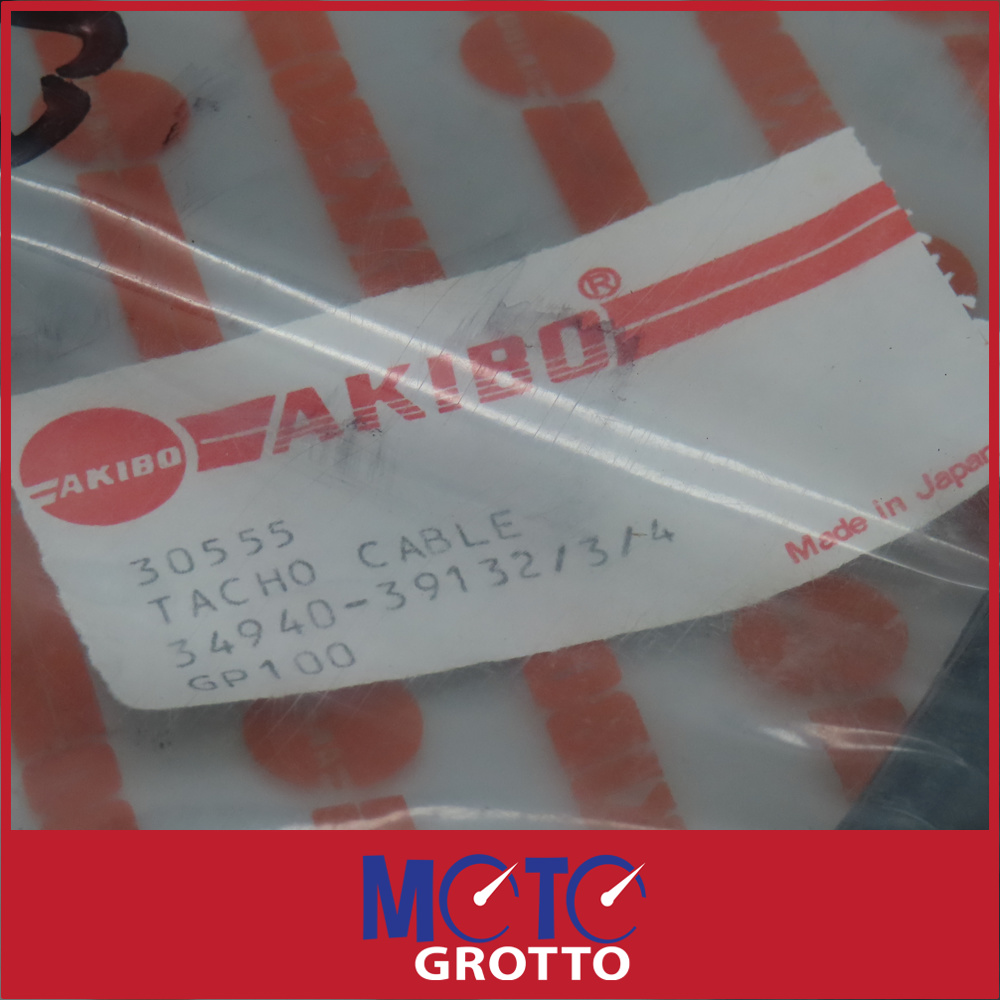 AKIBO®
AKIBO
30555
TACHO CABLE
34940-39132/3/4
GP100
Made in Japan
MOTO
GROTTO